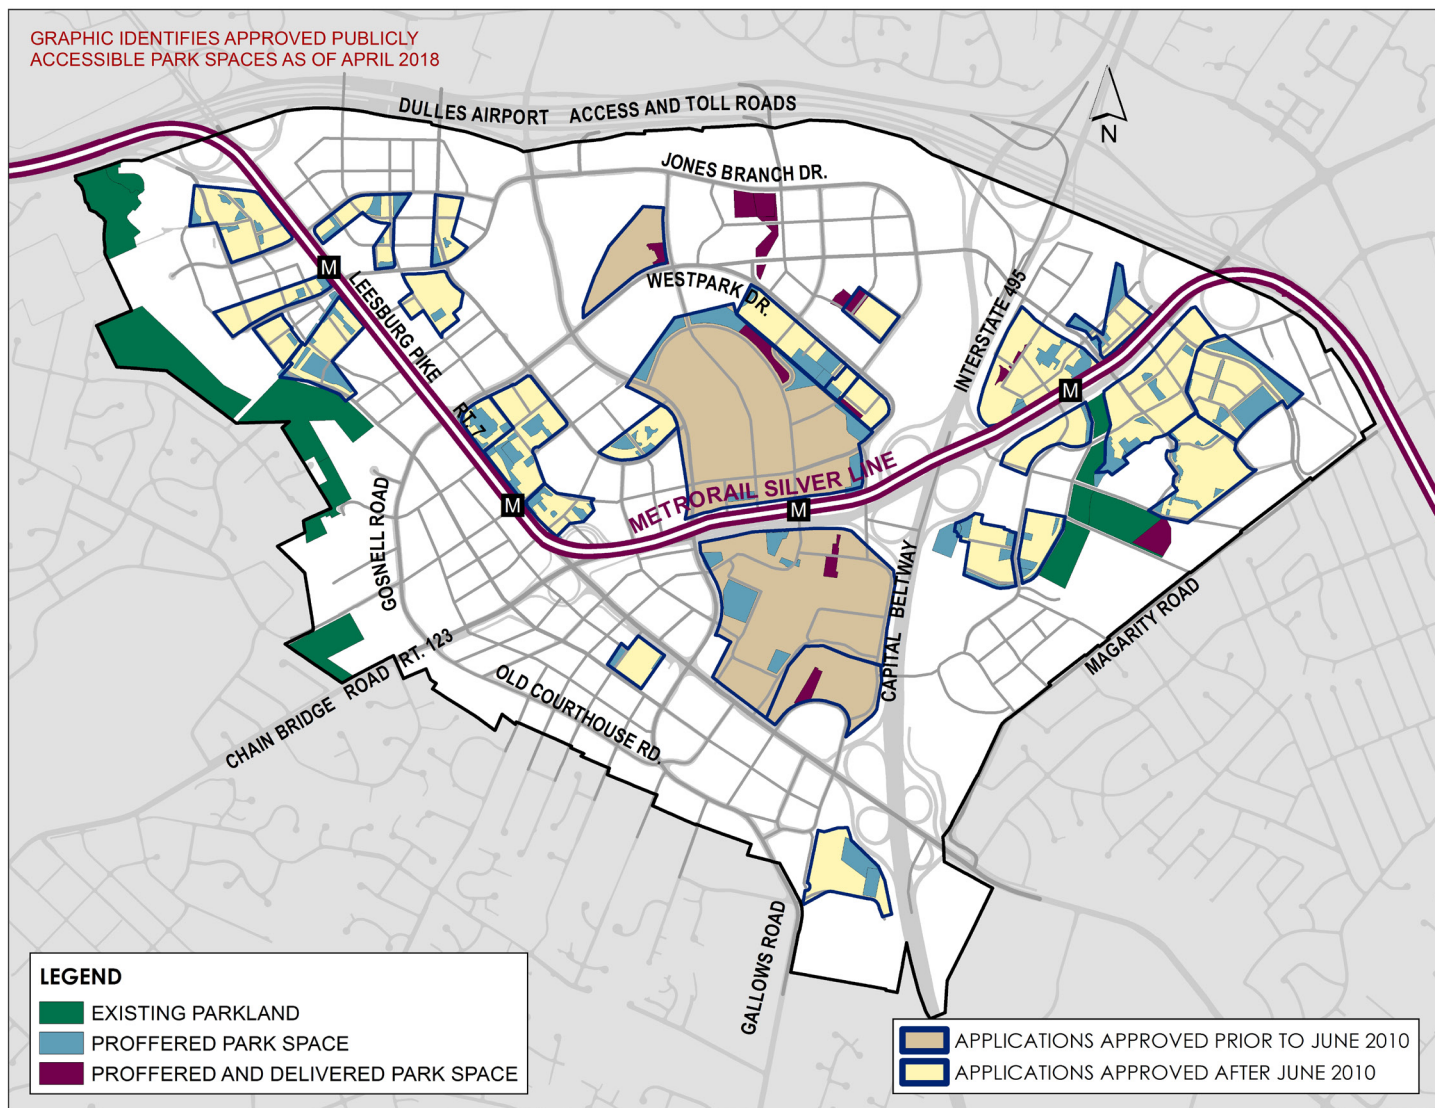 GRAPHIC IDENTIFIES APPROVED PUBLICLY
ACCESSIBLE PARK SPACES AS OF APRIL 2018
DULLES AIRPORT ACCESS AND TOLL ROADS
N
JONES BRANCH DR.
WESTPARK DR.
M
LEESBURG PIKE
RT. 7
INTERSTATE 495
M
METRORAIL SILVER LINE
M
M
GOSNELL ROAD
CAPITAL BELTWAY
MAGARITY ROAD
CHAIN BRIDGE ROAD RT. 123
OLD COURTHOUSE RD.
GALLOWS ROAD
LEGEND
EXISTING PARKLAND
PROFFERED PARK SPACE
PROFFERED AND DELIVERED PARK SPACE
APPLICATIONS APPROVED PRIOR TO JUNE 2010
APPLICATIONS APPROVED AFTER JUNE 2010